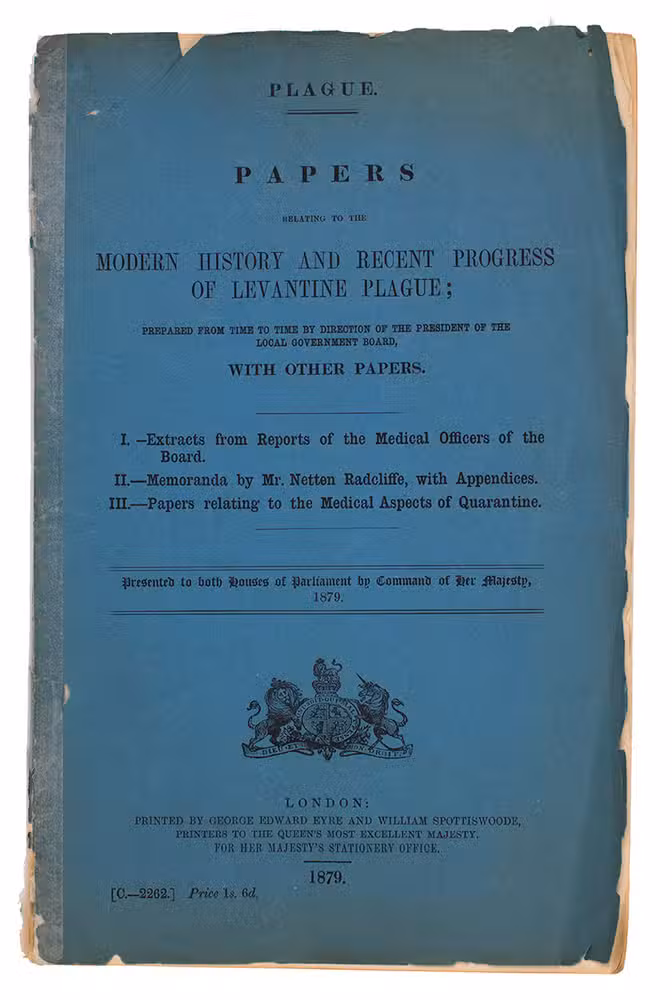 PLAGUE.
PAPERS
RELATING TO THE
MODERN HISTORY AND RECENT PROGRESS
OF LEVANTINE PLAGUE;
PREPARED FROM TIME TO TIME BY DIRECTION OF THE PRESIDENT OF THE
LOCAL GOVERNMENT BOARD,
WITH OTHER PAPERS.
I.—Extracts from Reports of the Medical Officers of the
Board.
II.—Memoranda by Mr. Netten Radcliffe, with Appendices.
III.—Papers relating to the Medical Aspects of Quarantine.
Presented to both Houses of Parliament by Command of Her Majesty,
1879.
DIEU ET MON DROIT
LONDON:
PRINTED BY GEORGE EDWARD EYRE AND WILLIAM SPOTTISWOODE,
PRINTERS TO THE QUEEN'S MOST EXCELLENT MAJESTY.
FOR HER MAJESTY'S STATIONERY OFFICE.
1879.
[C.—2262.] Price 1s. 6d.